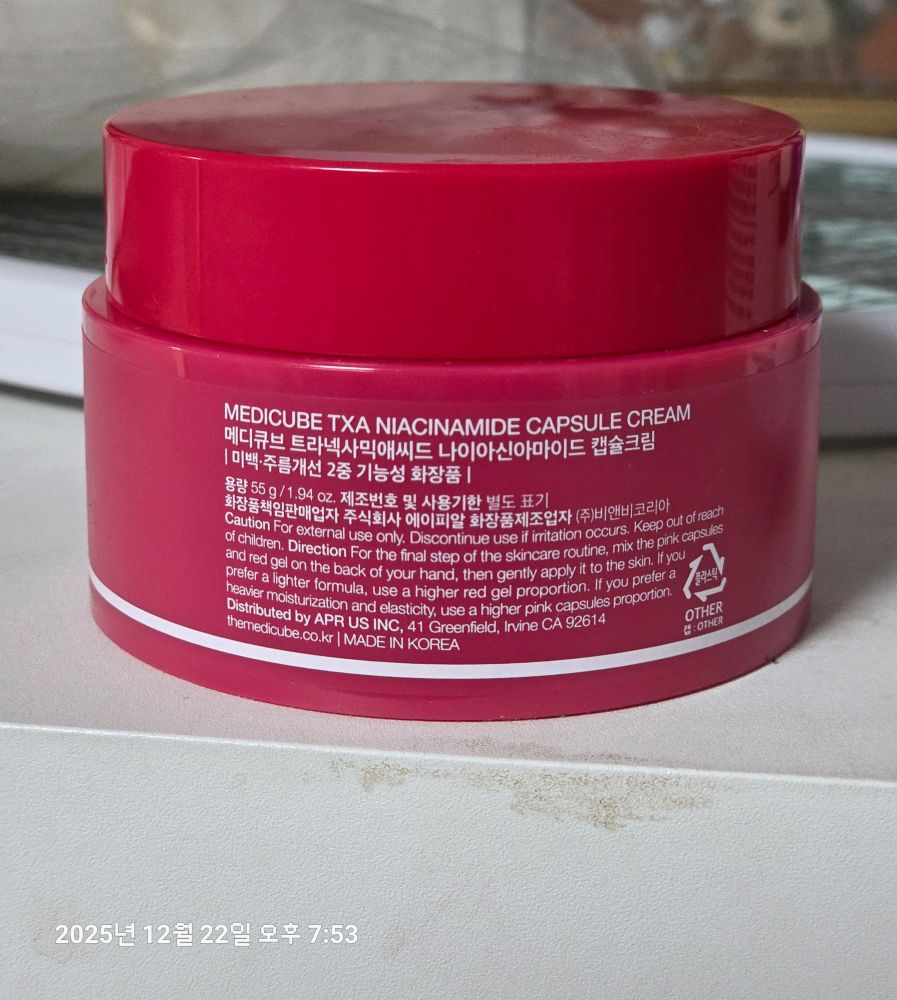 MEDICUBE TXA NIACINAMIDE CAPSULE CREAM
메디큐브 트라넥사믹애씨드 나이아신아마이드 캡슐크림
| 미백·주름개선 2중 기능성 화장품 |
용량 55 g / 1.94 oz. 제조번호 및 사용기한 별도 표기
화장품책임판매업자 주식회사 에이피알 화장품제조업자 (주)비앤비코리아
Caution For external use only. Discontinue use if irritation occurs. Keep out of reach
of children. Direction For the final step of the skincare routine, mix the pink capsules
and red gel on the back of your hand, then gently apply it to the skin. If you
prefer a lighter formula, use a higher red gel proportion. If you prefer a
heavier moisturization and elasticity, use a higher pink capsules proportion.
Distributed by APR US INC, 41 Greenfield, Irvine CA 92614
themedicube.co.kr | MADE IN KOREA
플라스틱
OTHER
캡 : OTHER
2025년 12월 22일 오후 7:53